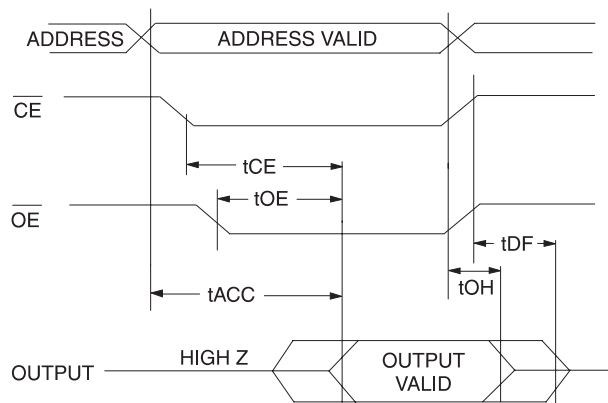 ADDRESS
ADDRESS VALID
CE
tCE
tOE
OE
tDF
tACC
tOH
HIGH Z
OUTPUT
OUTPUT
VALID